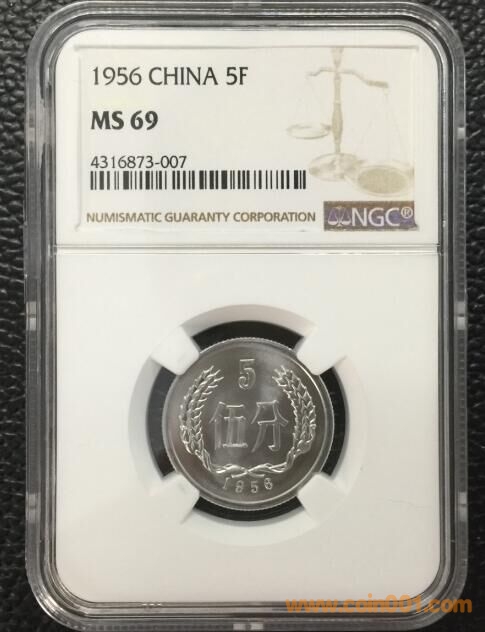 1956 CHINA 5F
MS 69
4316873-007
NUMISMATIC GUARANTY CORPORATION
NGC®
5
伍分
1956
www.coin001.com